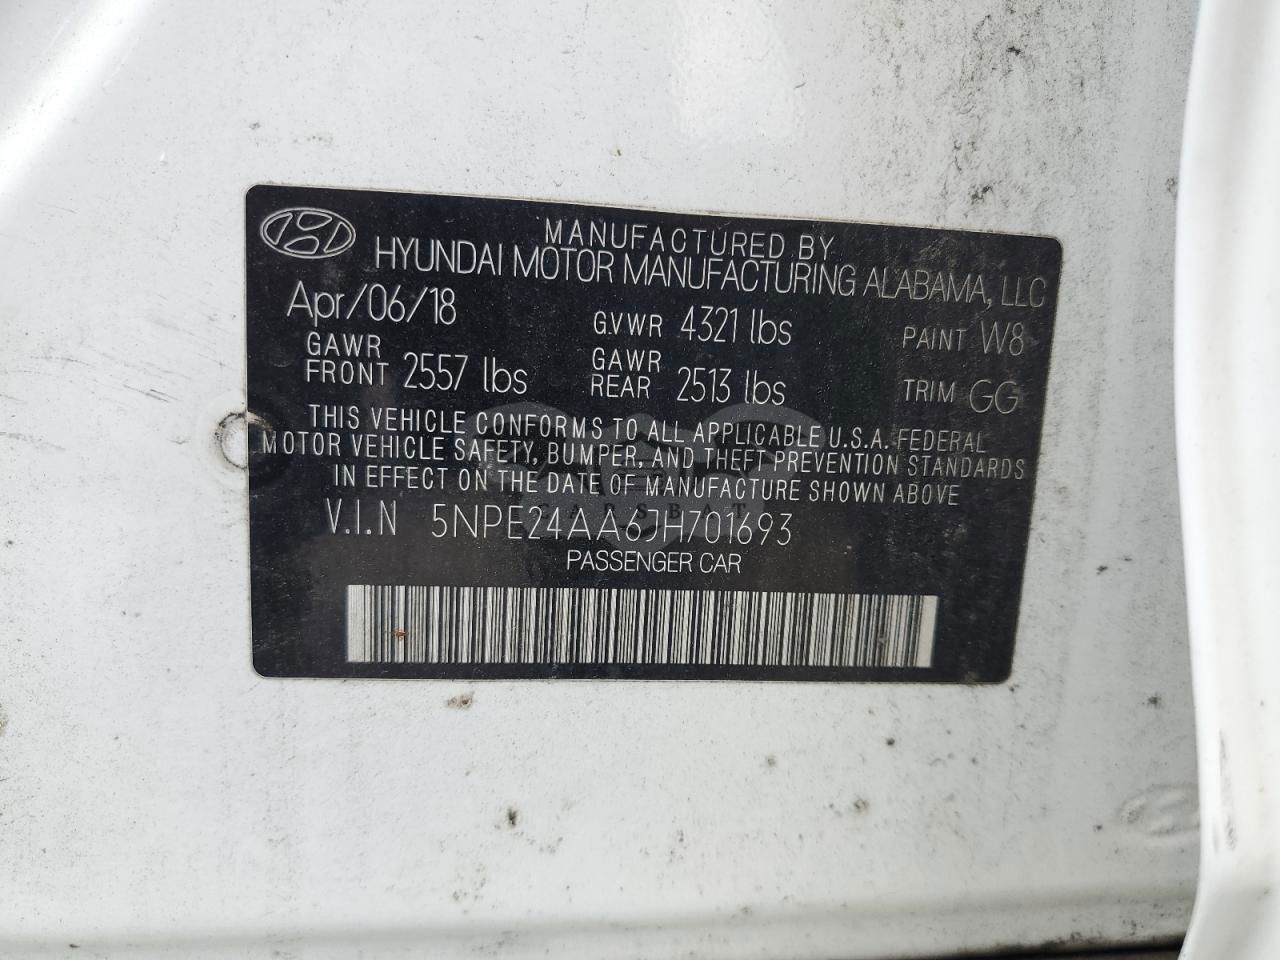 MANUFACTURED BY
HYUNDAI MOTOR MANUFACTURING ALABAMA, LLC
Apr/06/18 G.VWR 4321 lbs PAINT W8
GAWR FRONT 2557 lbs GAWR REAR 2513 lbs TRIM GG
THIS VEHICLE CONFORMS TO ALL APPLICABLE U.S.A. FEDERAL
MOTOR VEHICLE SAFETY, BUMPER, AND THEFT PREVENTION STANDARDS
IN EFFECT ON THE DATE OF MANUFACTURE SHOWN ABOVE
CARSBAT
V.I.N 5NPE24AA6JH701693
PASSENGER CAR